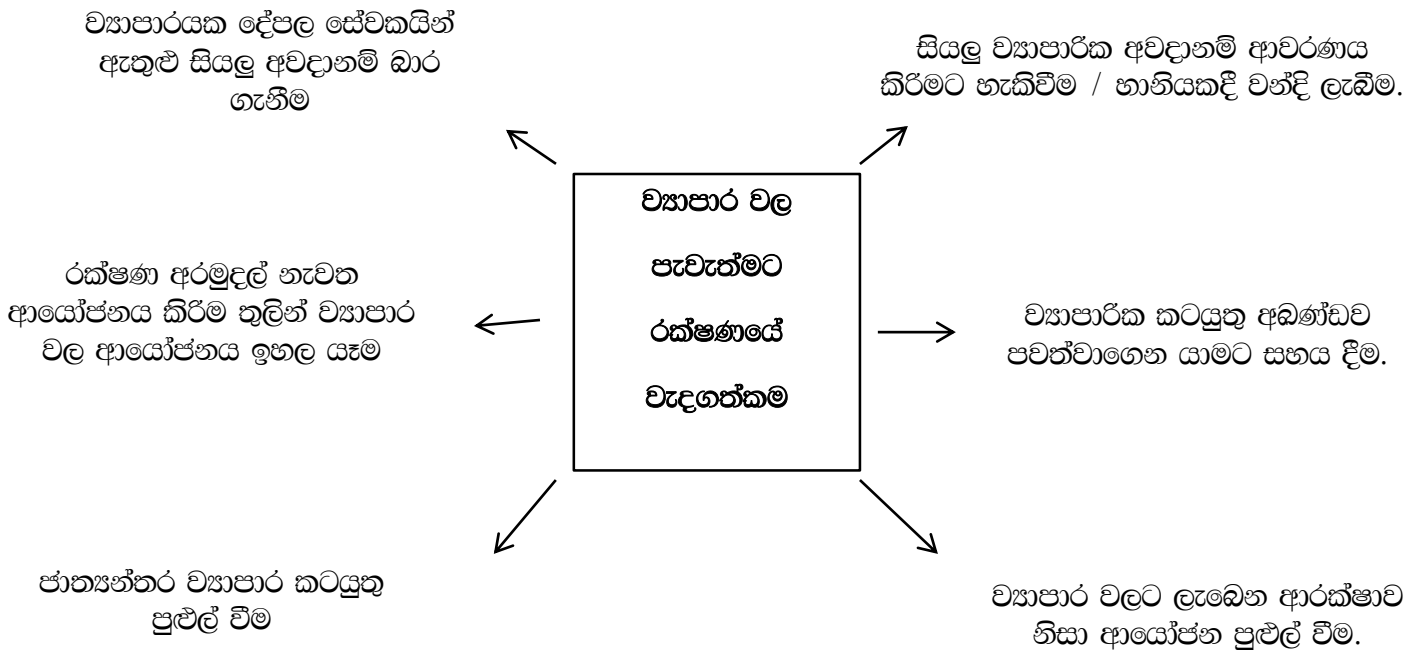 ව්‍යාපාරයක දේපල සේවකයින්
ඇතුළු සියලු අවදානම් බාර
ගැනීම
සියලු ව්‍යාපාරික අවදානම් ආවරණය
කිරිමට හැකිවීම / හානියකදී වන්දි ලැබීම.
ව්‍යාපාර වල
පැවැත්මට
රක්ෂණයේ
වැදගත්කම
රක්ෂණ අරමුදල් නැවත
ආයෝජනය කිරීම තුලින් ව්‍යාපාර
වල ආයෝජනය ඉහල යෑම
ව්‍යාපාරික කටයුතු අඛණ්ඩව
පවත්වාගෙන යාමට සහය දීම.
ජාත්‍යන්තර ව්‍යාපාර කටයුතු
පුළුල් වීම
ව්‍යාපාර වලට ලැබෙන ආරක්ෂාව
නිසා ආයෝජන පුළුල් වීම.